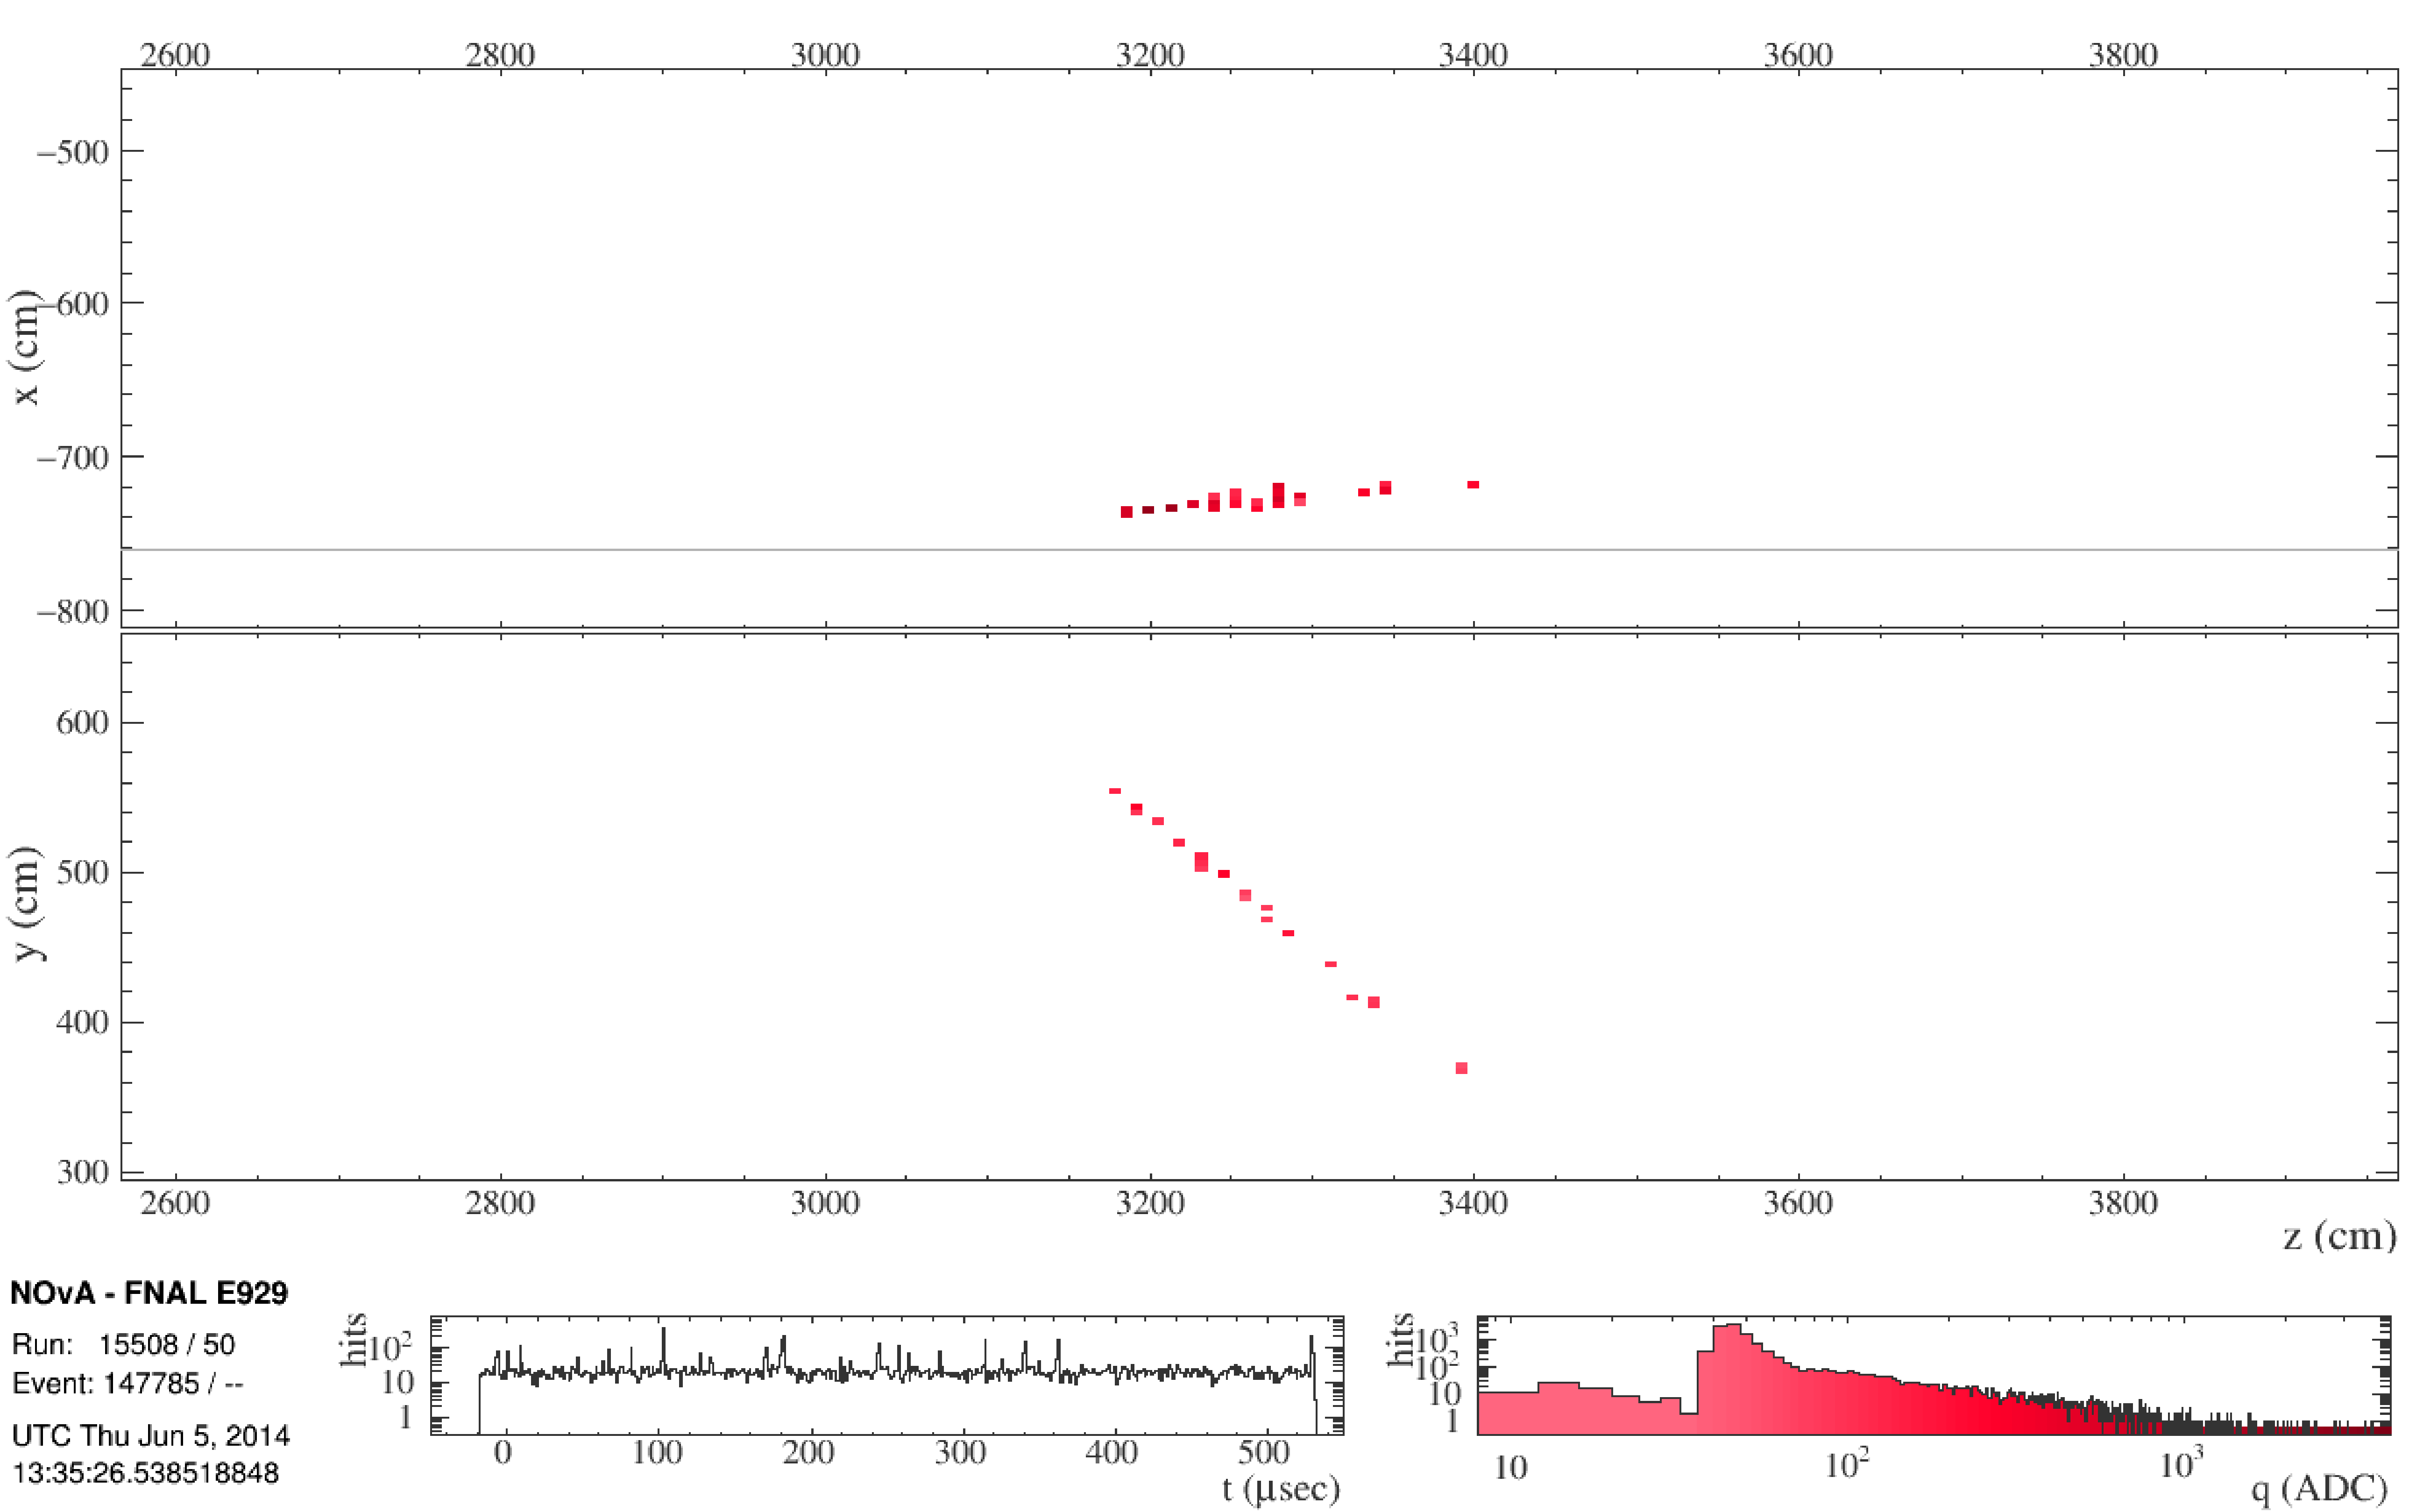 2600 2800 3000 3200 3400 3600 3800
x (cm)
−500
−600
−700
−800
y (cm)
600
500
400
300
2600 2800 3000 3200 3400 3600 3800
z (cm)
NOvA - FNAL E929
Run: 15508 / 50
Event: 147785 / --
UTC Thu Jun 5, 2014
13:35:26.538518848
hits
10²
10
1
0 100 200 300 400 500
t (μsec)
hits
10³
10²
10
1
10 10² 10³
q (ADC)